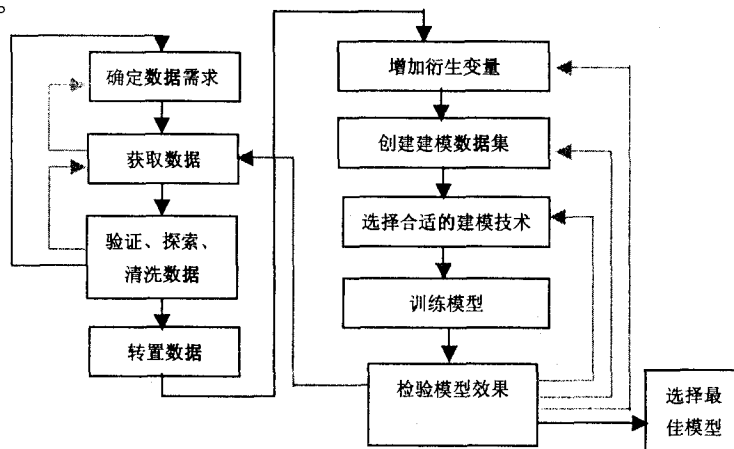 。
确定数据需求
获取数据
验证、探索、
清洗数据
转置数据
增加衍生变量
创建建模数据集
选择合适的建模技术
训练模型
检验模型效果
选择最
佳模型